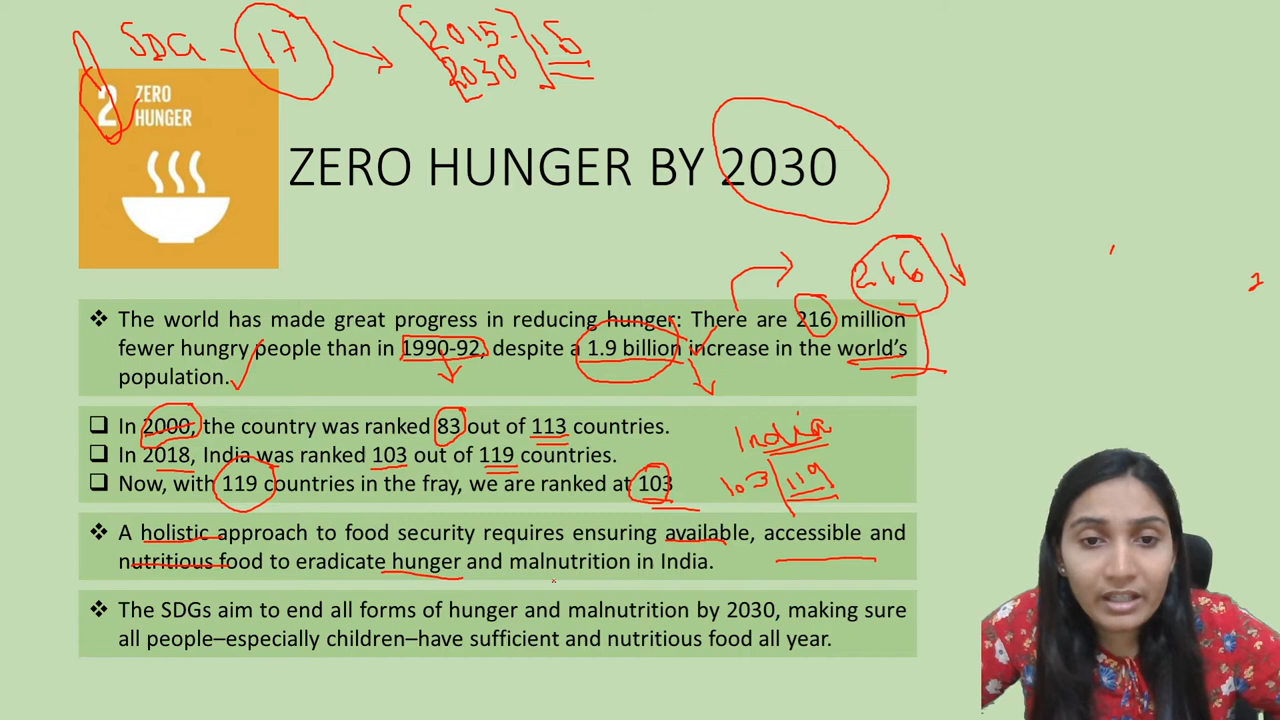 SDG - 17 → 2015 - 2030 15
2 ZERO
HUNGER
ZERO HUNGER BY 2030
216
❖ The world has made great progress in reducing hunger: There are 216 million
fewer hungry people than in 1990-92, despite a 1.9 billion increase in the world's
population.
❑ In 2000, the country was ranked 83 out of 113 countries.
❑ In 2018, India was ranked 103 out of 119 countries.
❑ Now, with 119 countries in the fray, we are ranked at 103
India
103/119
❖ A holistic approach to food security requires ensuring available, accessible and
nutritious food to eradicate hunger and malnutrition in India.
❖ The SDGs aim to end all forms of hunger and malnutrition by 2030, making sure
all people–especially children–have sufficient and nutritious food all year.